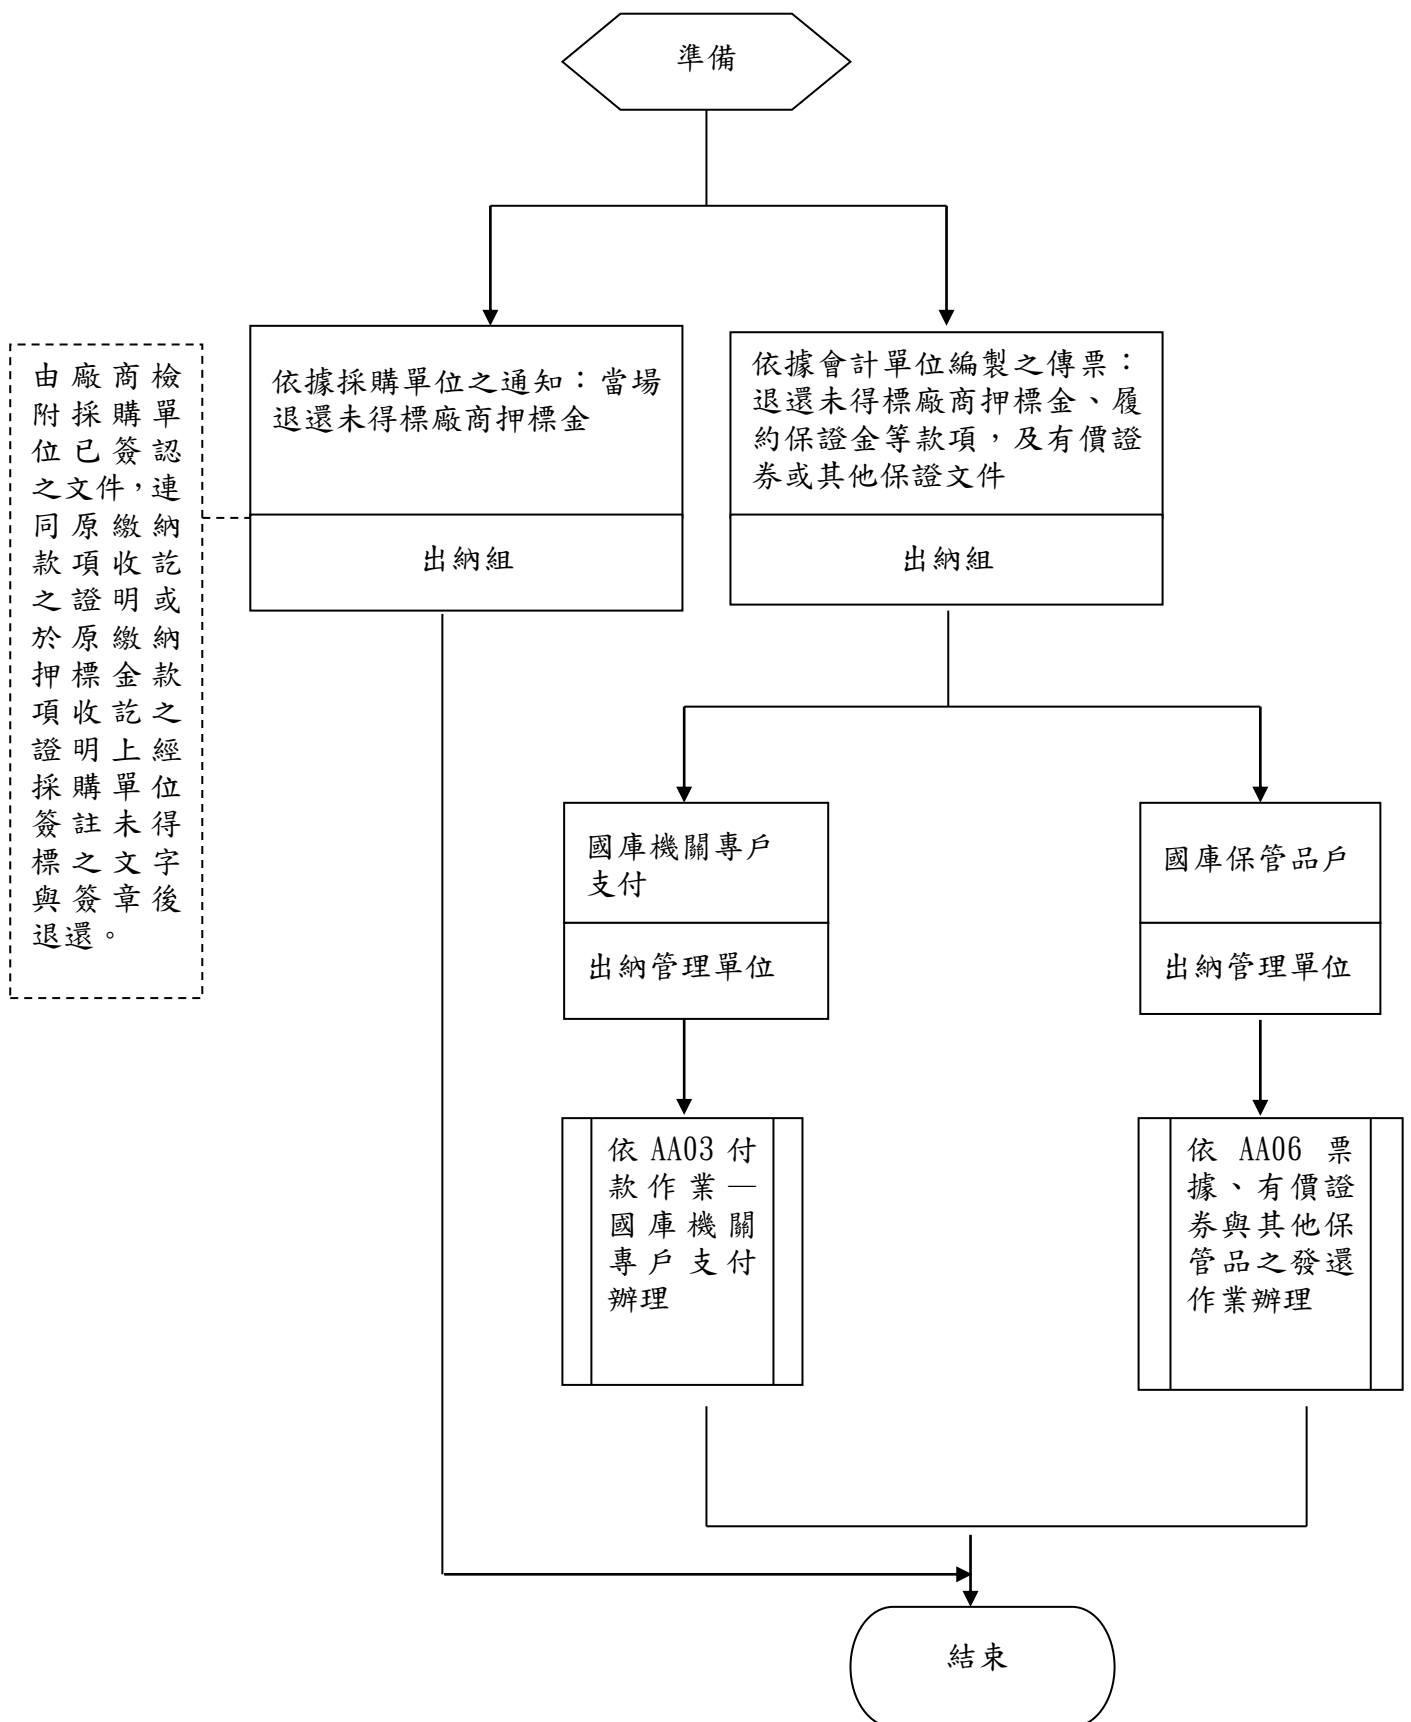 準備
由廠商檢
附採購單
位已簽認
之文件，連
同原繳納
款項收訖
之證明或
於原繳納
押標金款
項收訖之
證明上經
採購單位
簽註未得
標之文字
與簽章後
退還。
依據採購單位之通知：當場
退還未得標廠商押標金
出納組
依據會計單位編製之傳票：
退還未得標廠商押標金、履
約保證金等款項，及有價證
券或其他保證文件
出納組
國庫機關專戶
支付
出納管理單位
國庫保管品戶
出納管理單位
依 AA03 付
款作業—
國庫機關
專戶支付
辦理
依 AA06 票
據、有價證
券與其他保
管品之發還
作業辦理
結束